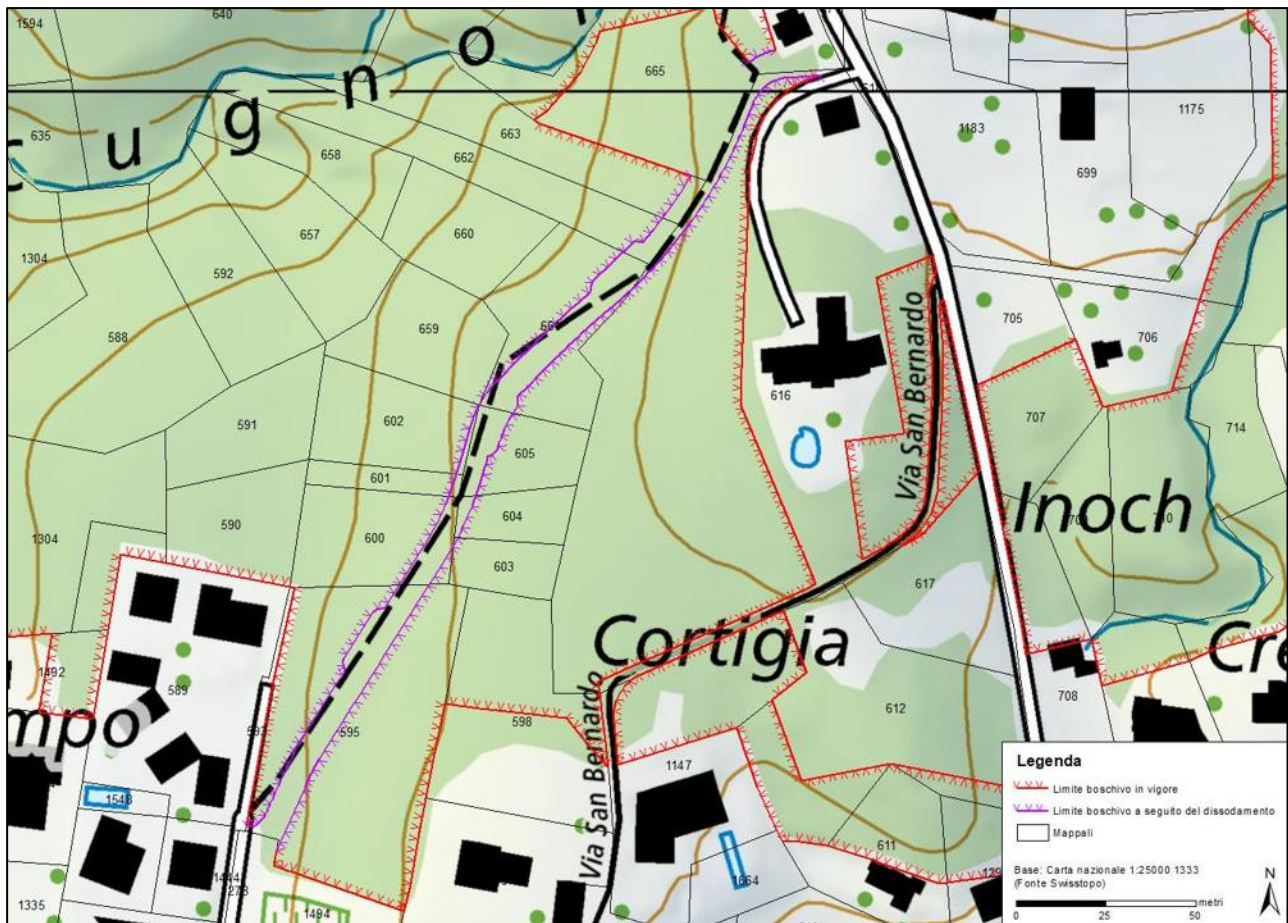 1594
640
665
635
c u g n o
663
1183
1175
658
662
699
657
660
1304
592
659
588
705
706
616
Via San Bernardo
591
602
707
714
605
601
Inoch
604
1304
590
600
603
617
Cortigia
Cre
1492
589
612
708
mpo
595
598
1147
Via San Bernardo
1548
611
1664
1335
1494
Legenda
Limite boschivo in vigore
Limite boschivo a seguito del dissodamento
Mappali
Base: Carta nazionale 1:25000 1333
(Fonte Swisstopo)
N
metri
0 25 50